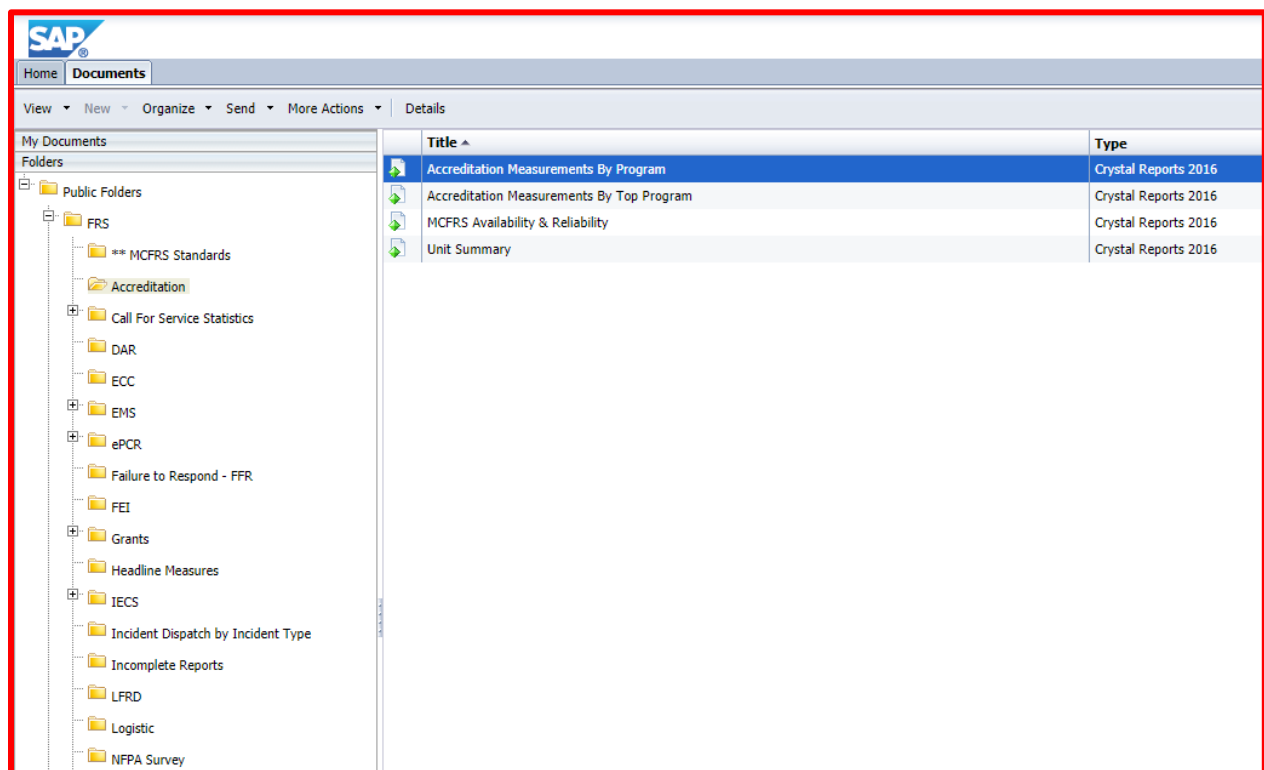 SAP®
Home Documents
View New Organize Send More Actions Details
My Documents
Folders
Public Folders
FRS
** MCFRS Standards
Accreditation
Call For Service Statistics
DAR
ECC
EMS
ePCR
Failure to Respond - FFR
FEI
Grants
Headline Measures
IECS
Incident Dispatch by Incident Type
Incomplete Reports
LFRD
Logistic
NFPA Survey
Title Type
Accreditation Measurements By Program Crystal Reports 2016
Accreditation Measurements By Top Program Crystal Reports 2016
MCFRS Availability & Reliability Crystal Reports 2016
Unit Summary Crystal Reports 2016